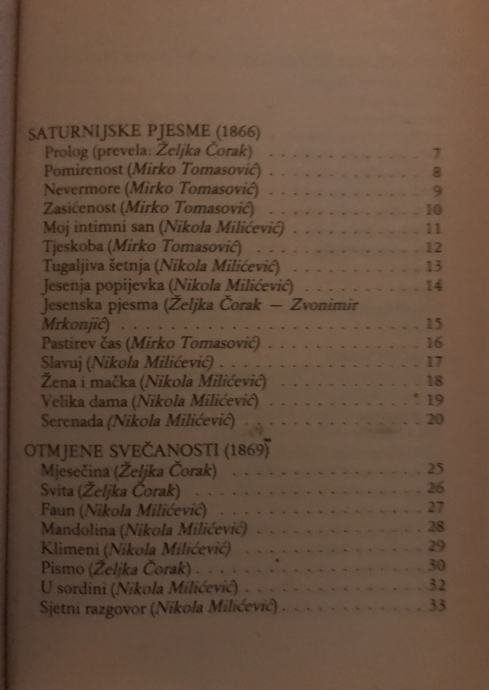 SATURNIJSKE PJESME (1866)
Prolog (prevela: Željka Čorak) . . . . . . . . . . . . 7
Pomirenost (Mirko Tomasović) . . . . . . . . . . . . 8
Nevermore (Mirko Tomasović) . . . . . . . . . . . . 9
Zasićenost (Mirko Tomasović) . . . . . . . . . . . . 10
Moj intimni san (Nikola Milićević) . . . . . . . . . . 11
Tjeskoba (Mirko Tomasović) . . . . . . . . . . . . 12
Tugaljiva šetnja (Nikola Milićević) . . . . . . . . . . 13
Jesenja popijevka (Nikola Milićević) . . . . . . . . . 14
Jesenska pjesma (Željka Čorak — Zvonimir
Mrkonjić) . . . . . . . . . . . . . . . . . . . . . . 15
Pastirev čas (Mirko Tomasović) . . . . . . . . . . . 16
Slavuj (Nikola Milićević) . . . . . . . . . . . . . . . 17
Žena i mačka (Nikola Milićević) . . . . . . . . . . . 18
Velika dama (Nikola Milićević) . . . . . . . . . . . . 19
Serenada (Nikola Milićević) . . . . . . . . . . . . . 20
OTMJENE SVEČANOSTI (1869)
Mjesečina (Željka Čorak) . . . . . . . . . . . . . . 25
Svita (Željka Čorak) . . . . . . . . . . . . . . . . 26
Faun (Nikola Milićević) . . . . . . . . . . . . . . . 27
Mandolina (Nikola Milićević) . . . . . . . . . . . . 28
Klimeni (Nikola Milićević) . . . . . . . . . . . . . . 29
Pismo (Željka Čorak) . . . . . . . . . . . . . . . . 30
U sordini (Nikola Milićević) . . . . . . . . . . . . . 32
Sjetni razgovor (Nikola Milićević) . . . . . . . . . . 33